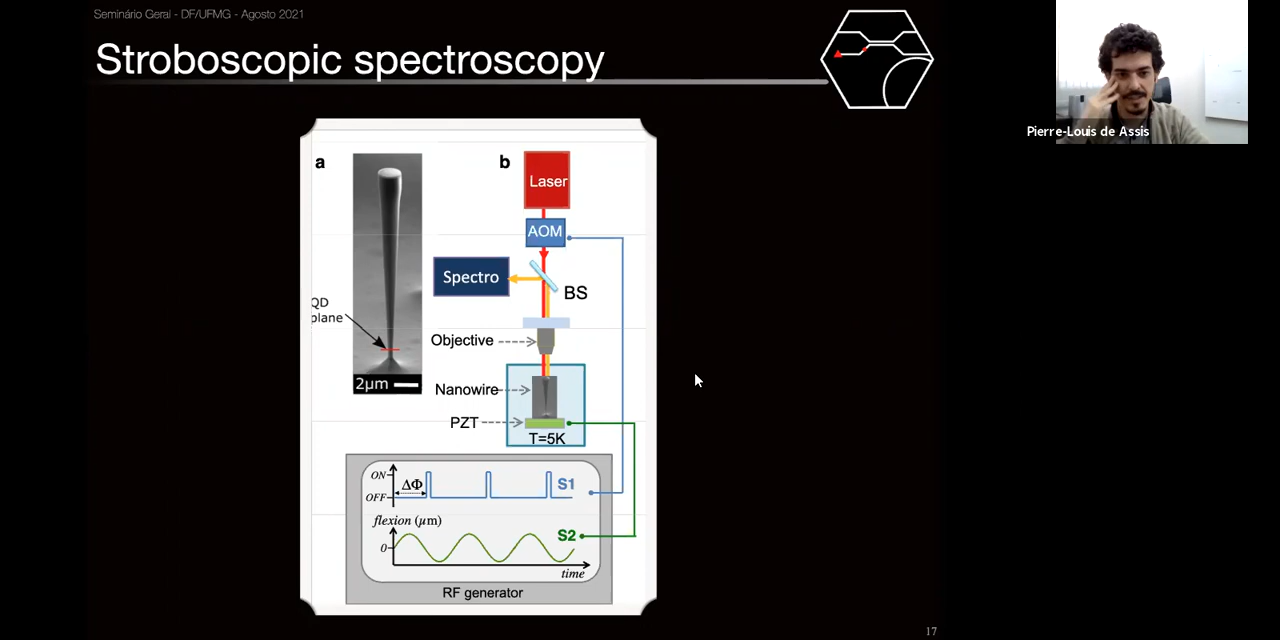 Seminário Gerai - DF/UFMG - Agosto 2021
Stroboscopic spectroscopy
Pierre-Louis de Assis
a
b
Laser
AOM
Spectro
BS
QD
plane
Objective
2µm
Nanowire
PZT
T=5K
ON
ΔΦ
S1
OFF
flexion (µm)
S2
0
time
RF generator
17